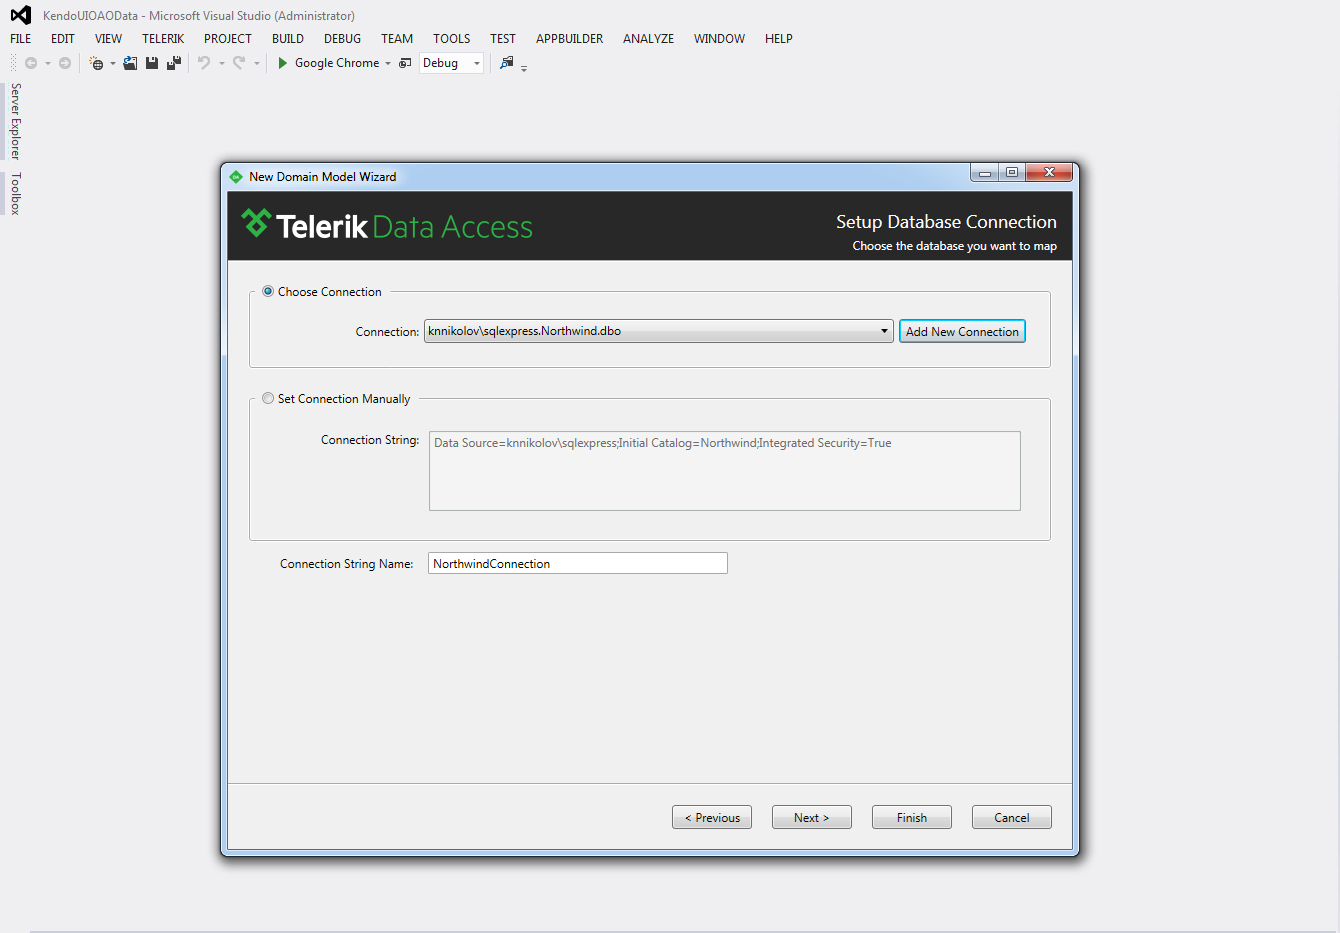 KendoUIOAOData - Microsoft Visual Studio (Administrator)
FILE EDIT VIEW TELERIK PROJECT BUILD DEBUG TEAM TOOLS TEST APPBUILDER ANALYZE WINDOW HELP
Google Chrome Debug
Server Explorer
Toolbox
New Domain Model Wizard
Telerik Data Access
Setup Database Connection
Choose the database you want to map
Choose Connection
Connection: knnikolov\sqlexpress.Northwind.dbo Add New Connection
Set Connection Manually
Connection String: Data Source=knnikolov\sqlexpress;Initial Catalog=Northwind;Integrated Security=True
Connection String Name: NorthwindConnection
< Previous Next > Finish Cancel